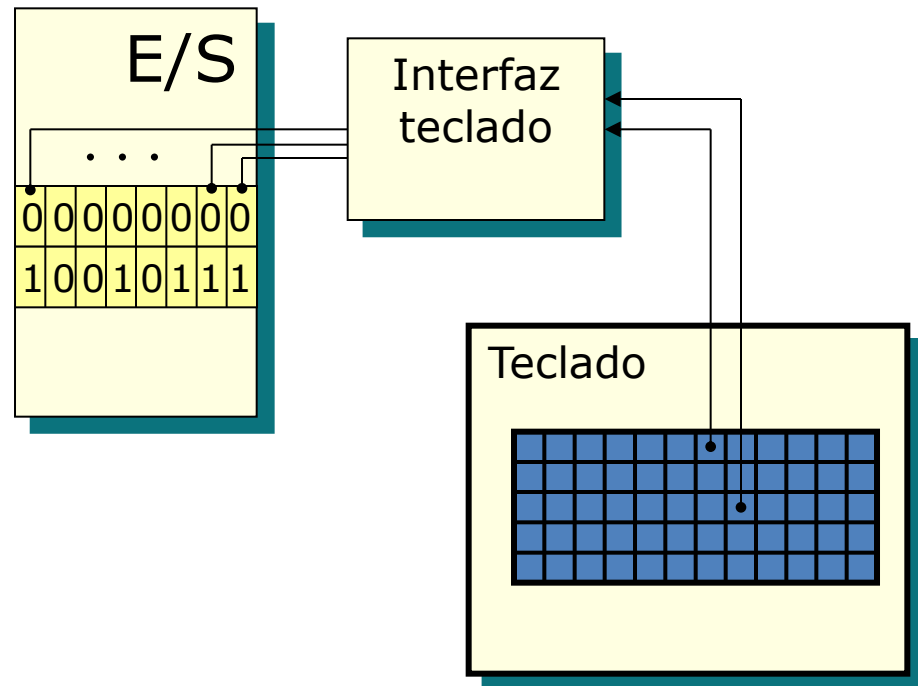 E/S
. . .
0 0 0 0 0 0 0 0
1 0 0 1 0 1 1 1
Interfaz
teclado
Teclado